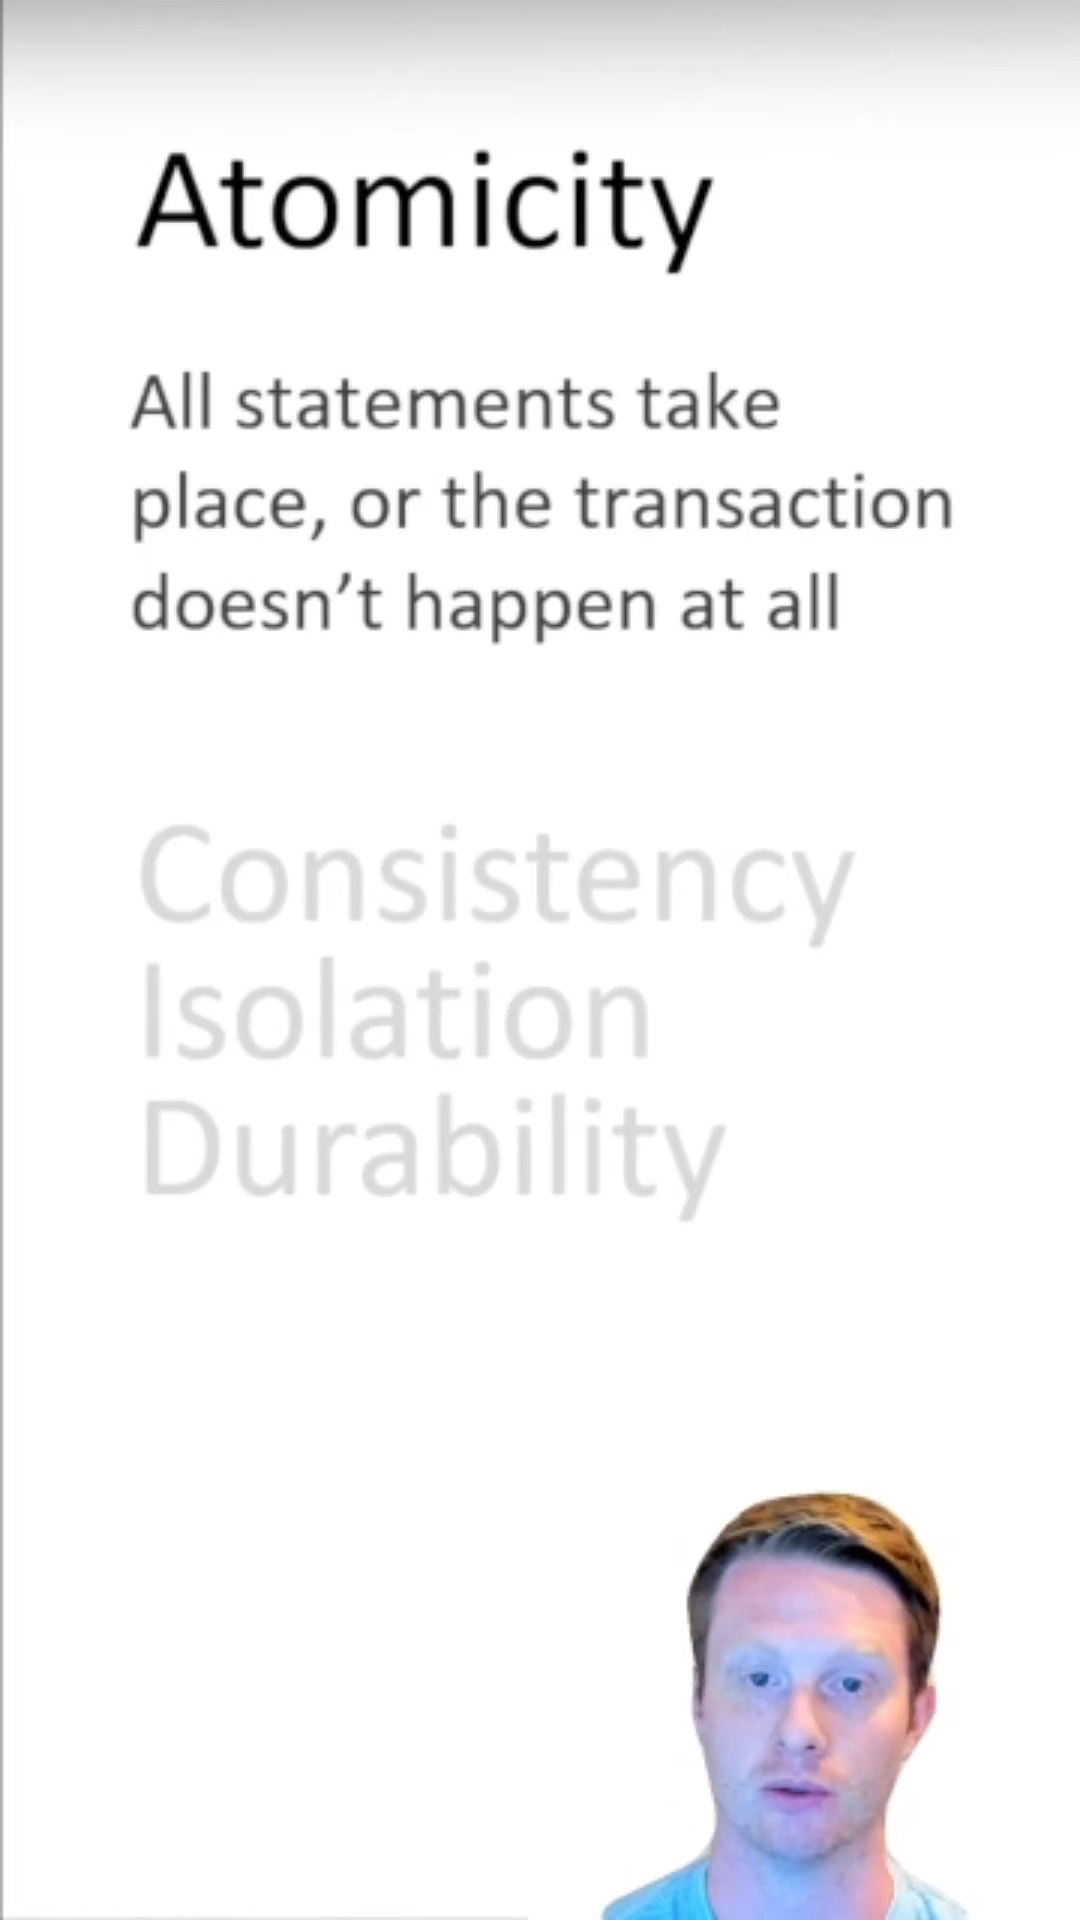 Atomicity
All statements take
place, or the transaction
doesn’t happen at all
Consistency
Isolation
Durability